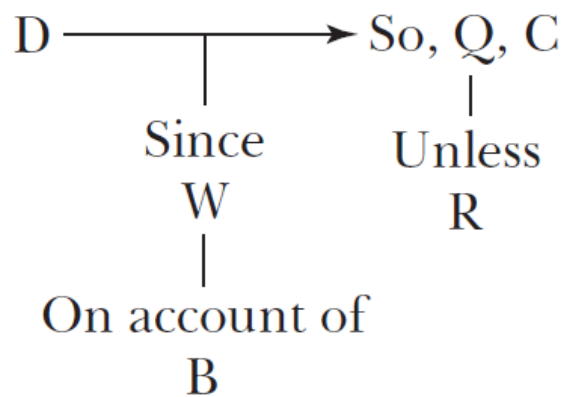 D So, Q, C
Since
W
Unless
R
On account of
B